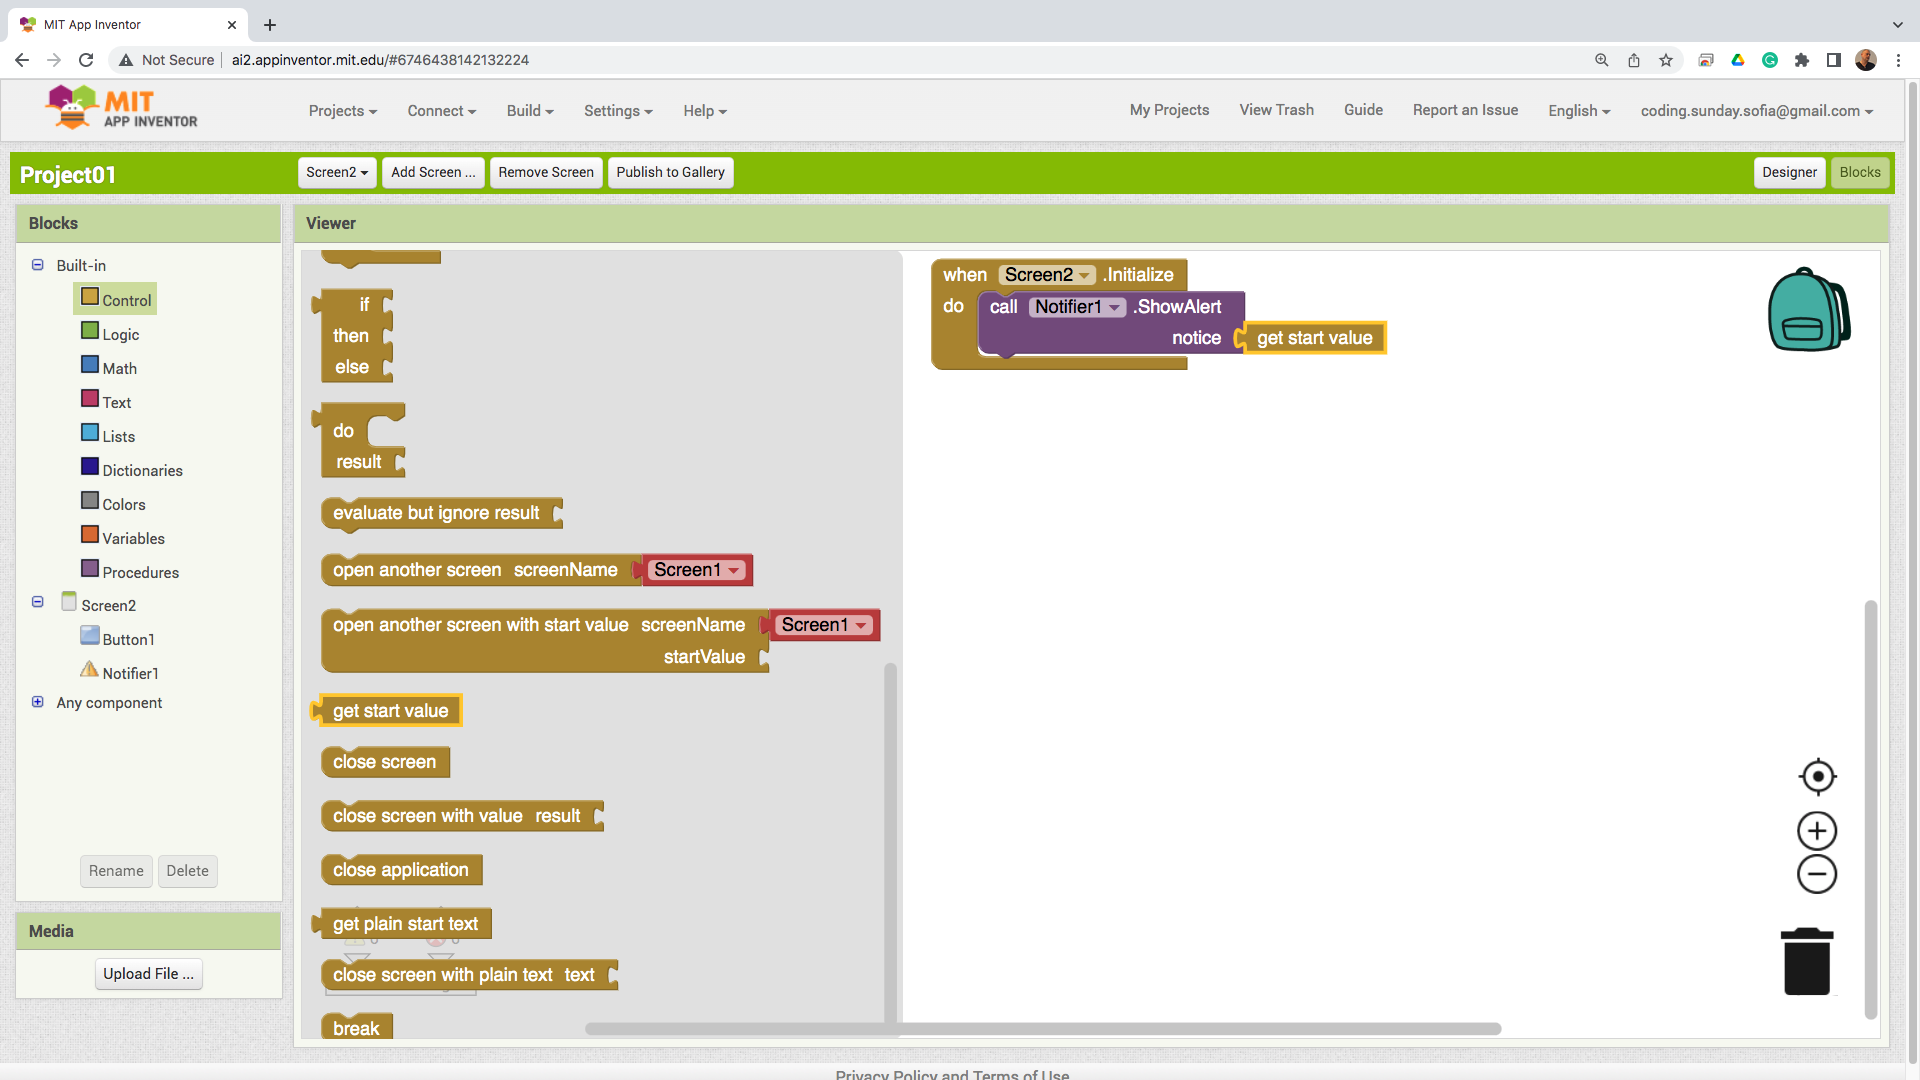 MIT App Inventor
Not Secure
ai2.appinventor.mit.edu/#6746438142132224
MIT
APP INVENTOR
Projects
Connect
Build
Settings
Help
My Projects
View Trash
Guide
Report an Issue
English
coding.sunday.sofia@gmail.com
Project01
Screen2
Add Screen ...
Remove Screen
Publish to Gallery
Designer
Blocks
Blocks
Built-in
Control
Logic
Math
Text
Lists
Dictionaries
Colors
Variables
Procedures
Screen2
Button1
Notifier1
Any component
Rename
Delete
Media
Upload File ...
Viewer
if
then
else
do
result
evaluate but ignore result
open another screen screenName Screen1
open another screen with start value screenName Screen1
startValue
get start value
close screen
close screen with value result
close application
get plain start text
close screen with plain text text
break
when Screen2 .Initialize
do call Notifier1 .ShowAlert
notice get start value
Privacy Policy and Terms of Use